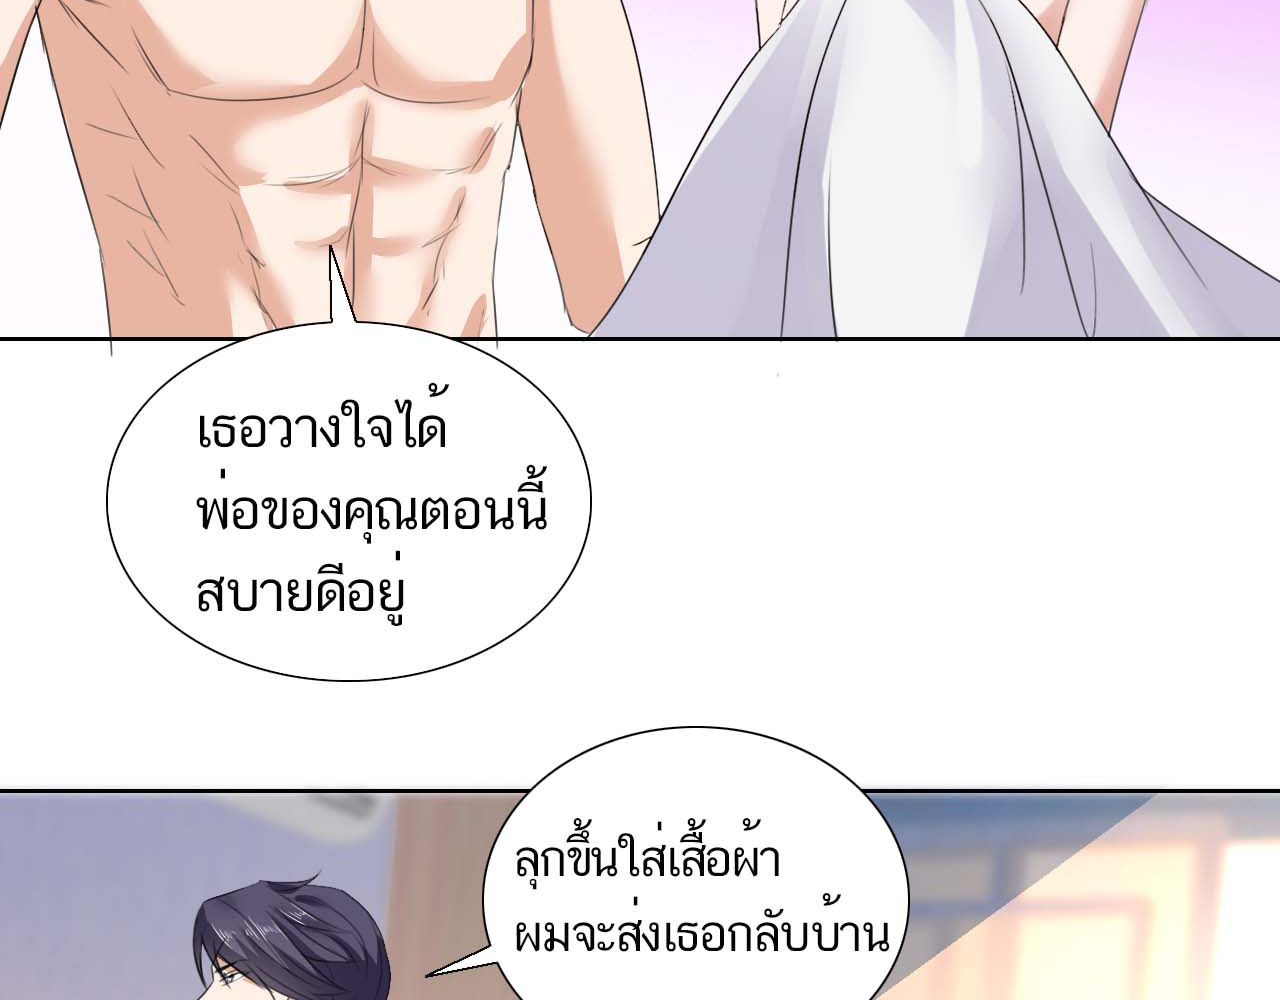 เธอวางใจได้
พ่อของคุณตอนนี้
สบายดีอยู่
ลุกขึ้นใส่เสื้อผ้า
ผมจะส่งเธอกลับบ้าน